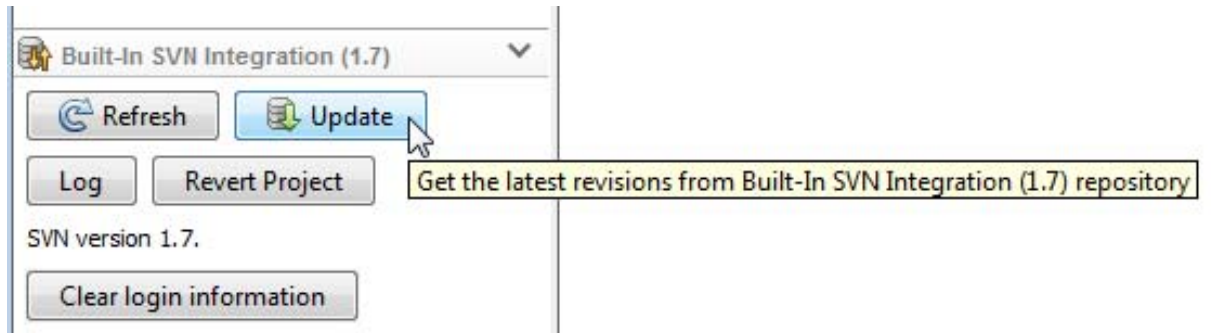 Built-In SVN Integration (1.7)
Refresh
Update
Log
Revert Project
Get the latest revisions from Built-In SVN Integration (1.7) repository
SVN version 1.7.
Clear login information